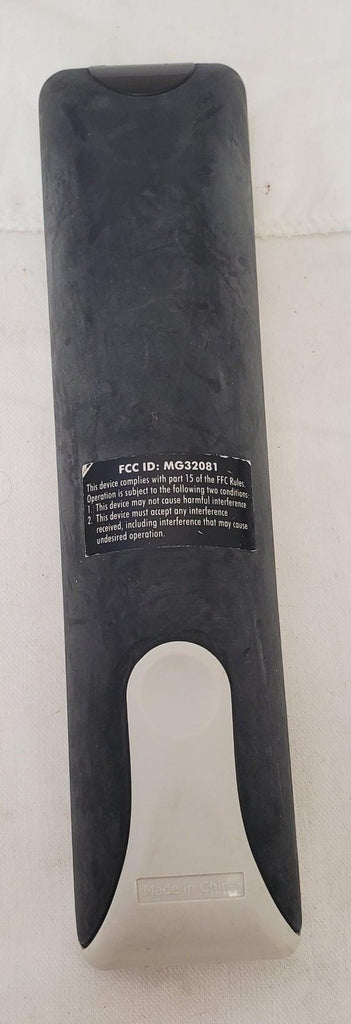 FCC ID: MG32081
This device complies with part 15 of the FFC Rules.
Operation is subject to the following two conditions:
1. This device may not cause harmful interference
2. This device must accept any interference
received, including interference that may cause
undesired operation.
Made in China